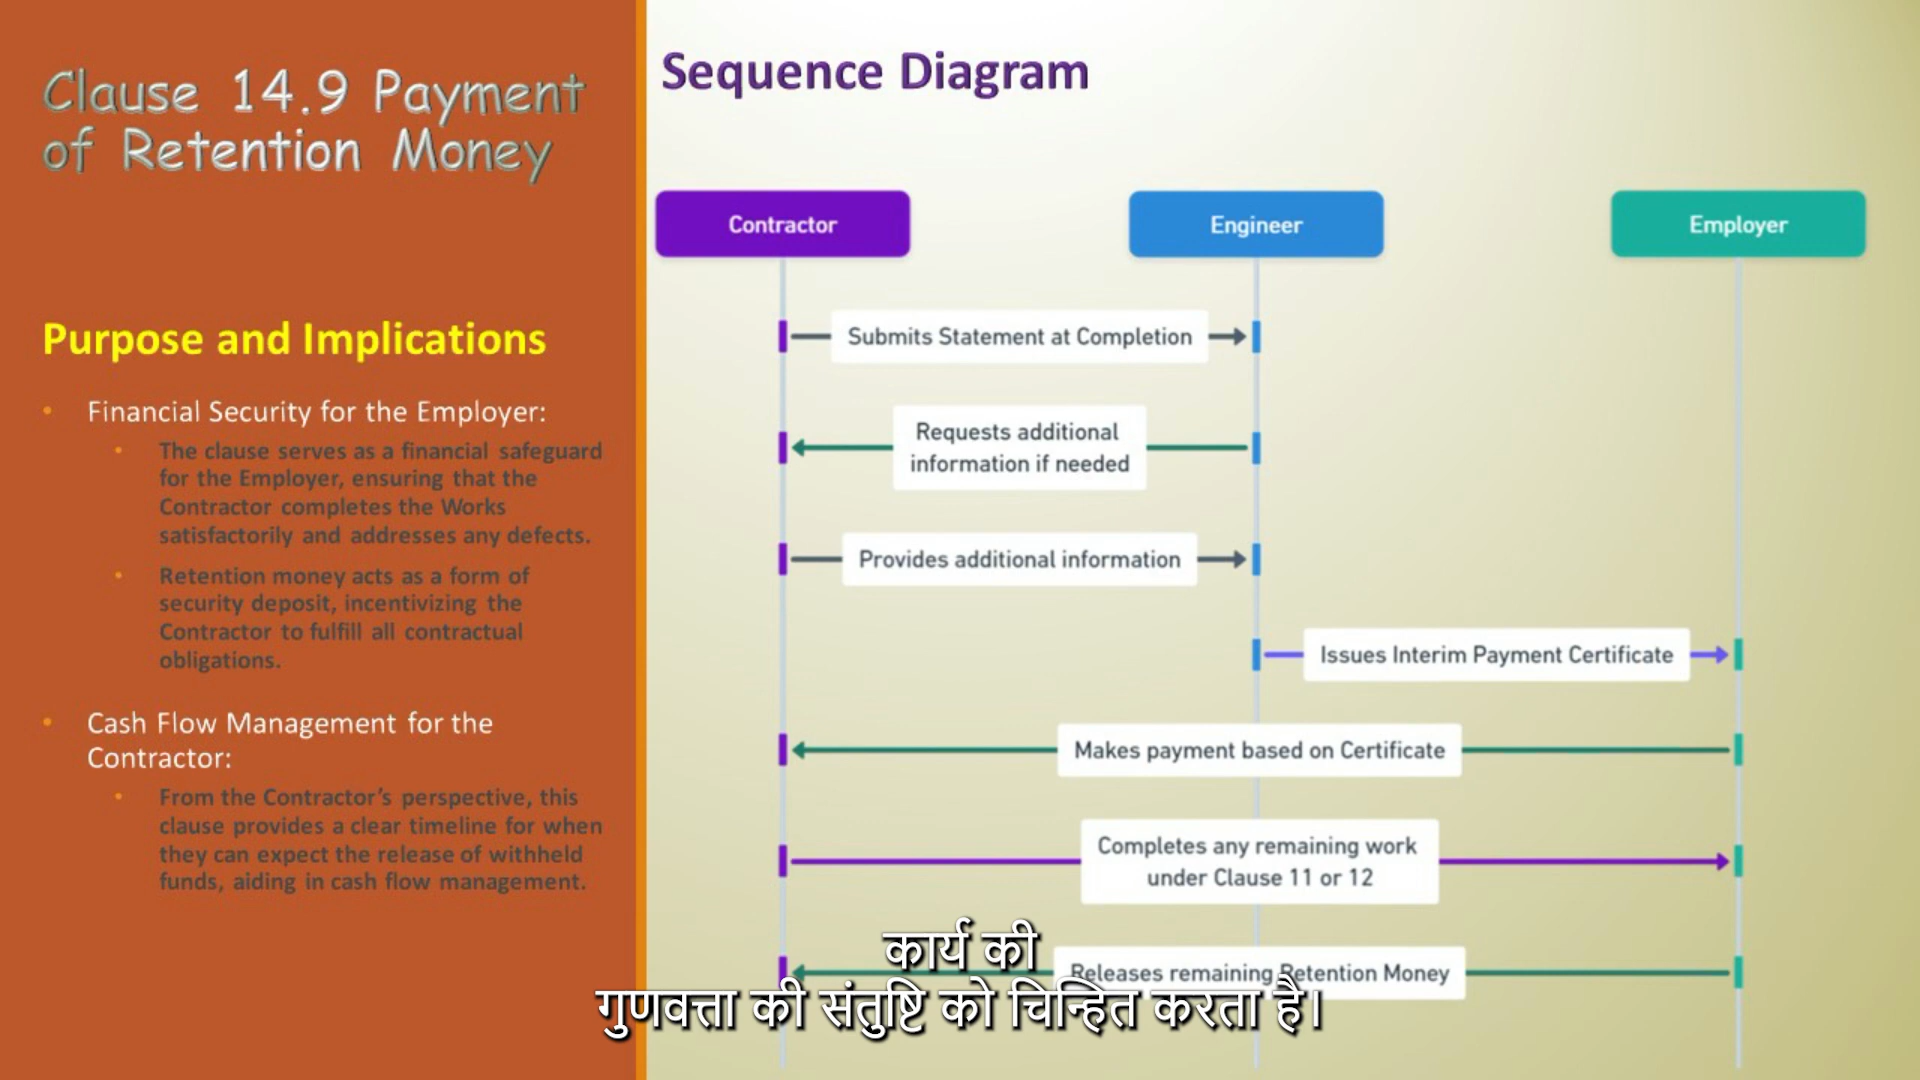 Clause 14.9 Payment
of Retention Money
Purpose and Implications
• Financial Security for the Employer:
• The clause serves as a financial safeguard
for the Employer, ensuring that the
Contractor completes the Works
satisfactorily and addresses any defects.
• Retention money acts as a form of
security deposit, incentivizing the
Contractor to fulfill all contractual
obligations.
• Cash Flow Management for the
Contractor:
• From the Contractor’s perspective, this
clause provides a clear timeline for when
they can expect the release of withheld
funds, aiding in cash flow management.
Sequence Diagram
Contractor
Engineer
Employer
Submits Statement at Completion
Requests additional
information if needed
Provides additional information
Issues Interim Payment Certificate
Makes payment based on Certificate
Completes any remaining work
under Clause 11 or 12
Releases remaining Retention Money
कार्य की
गुणवत्ता की संतुष्टि को चिन्हित करता है।